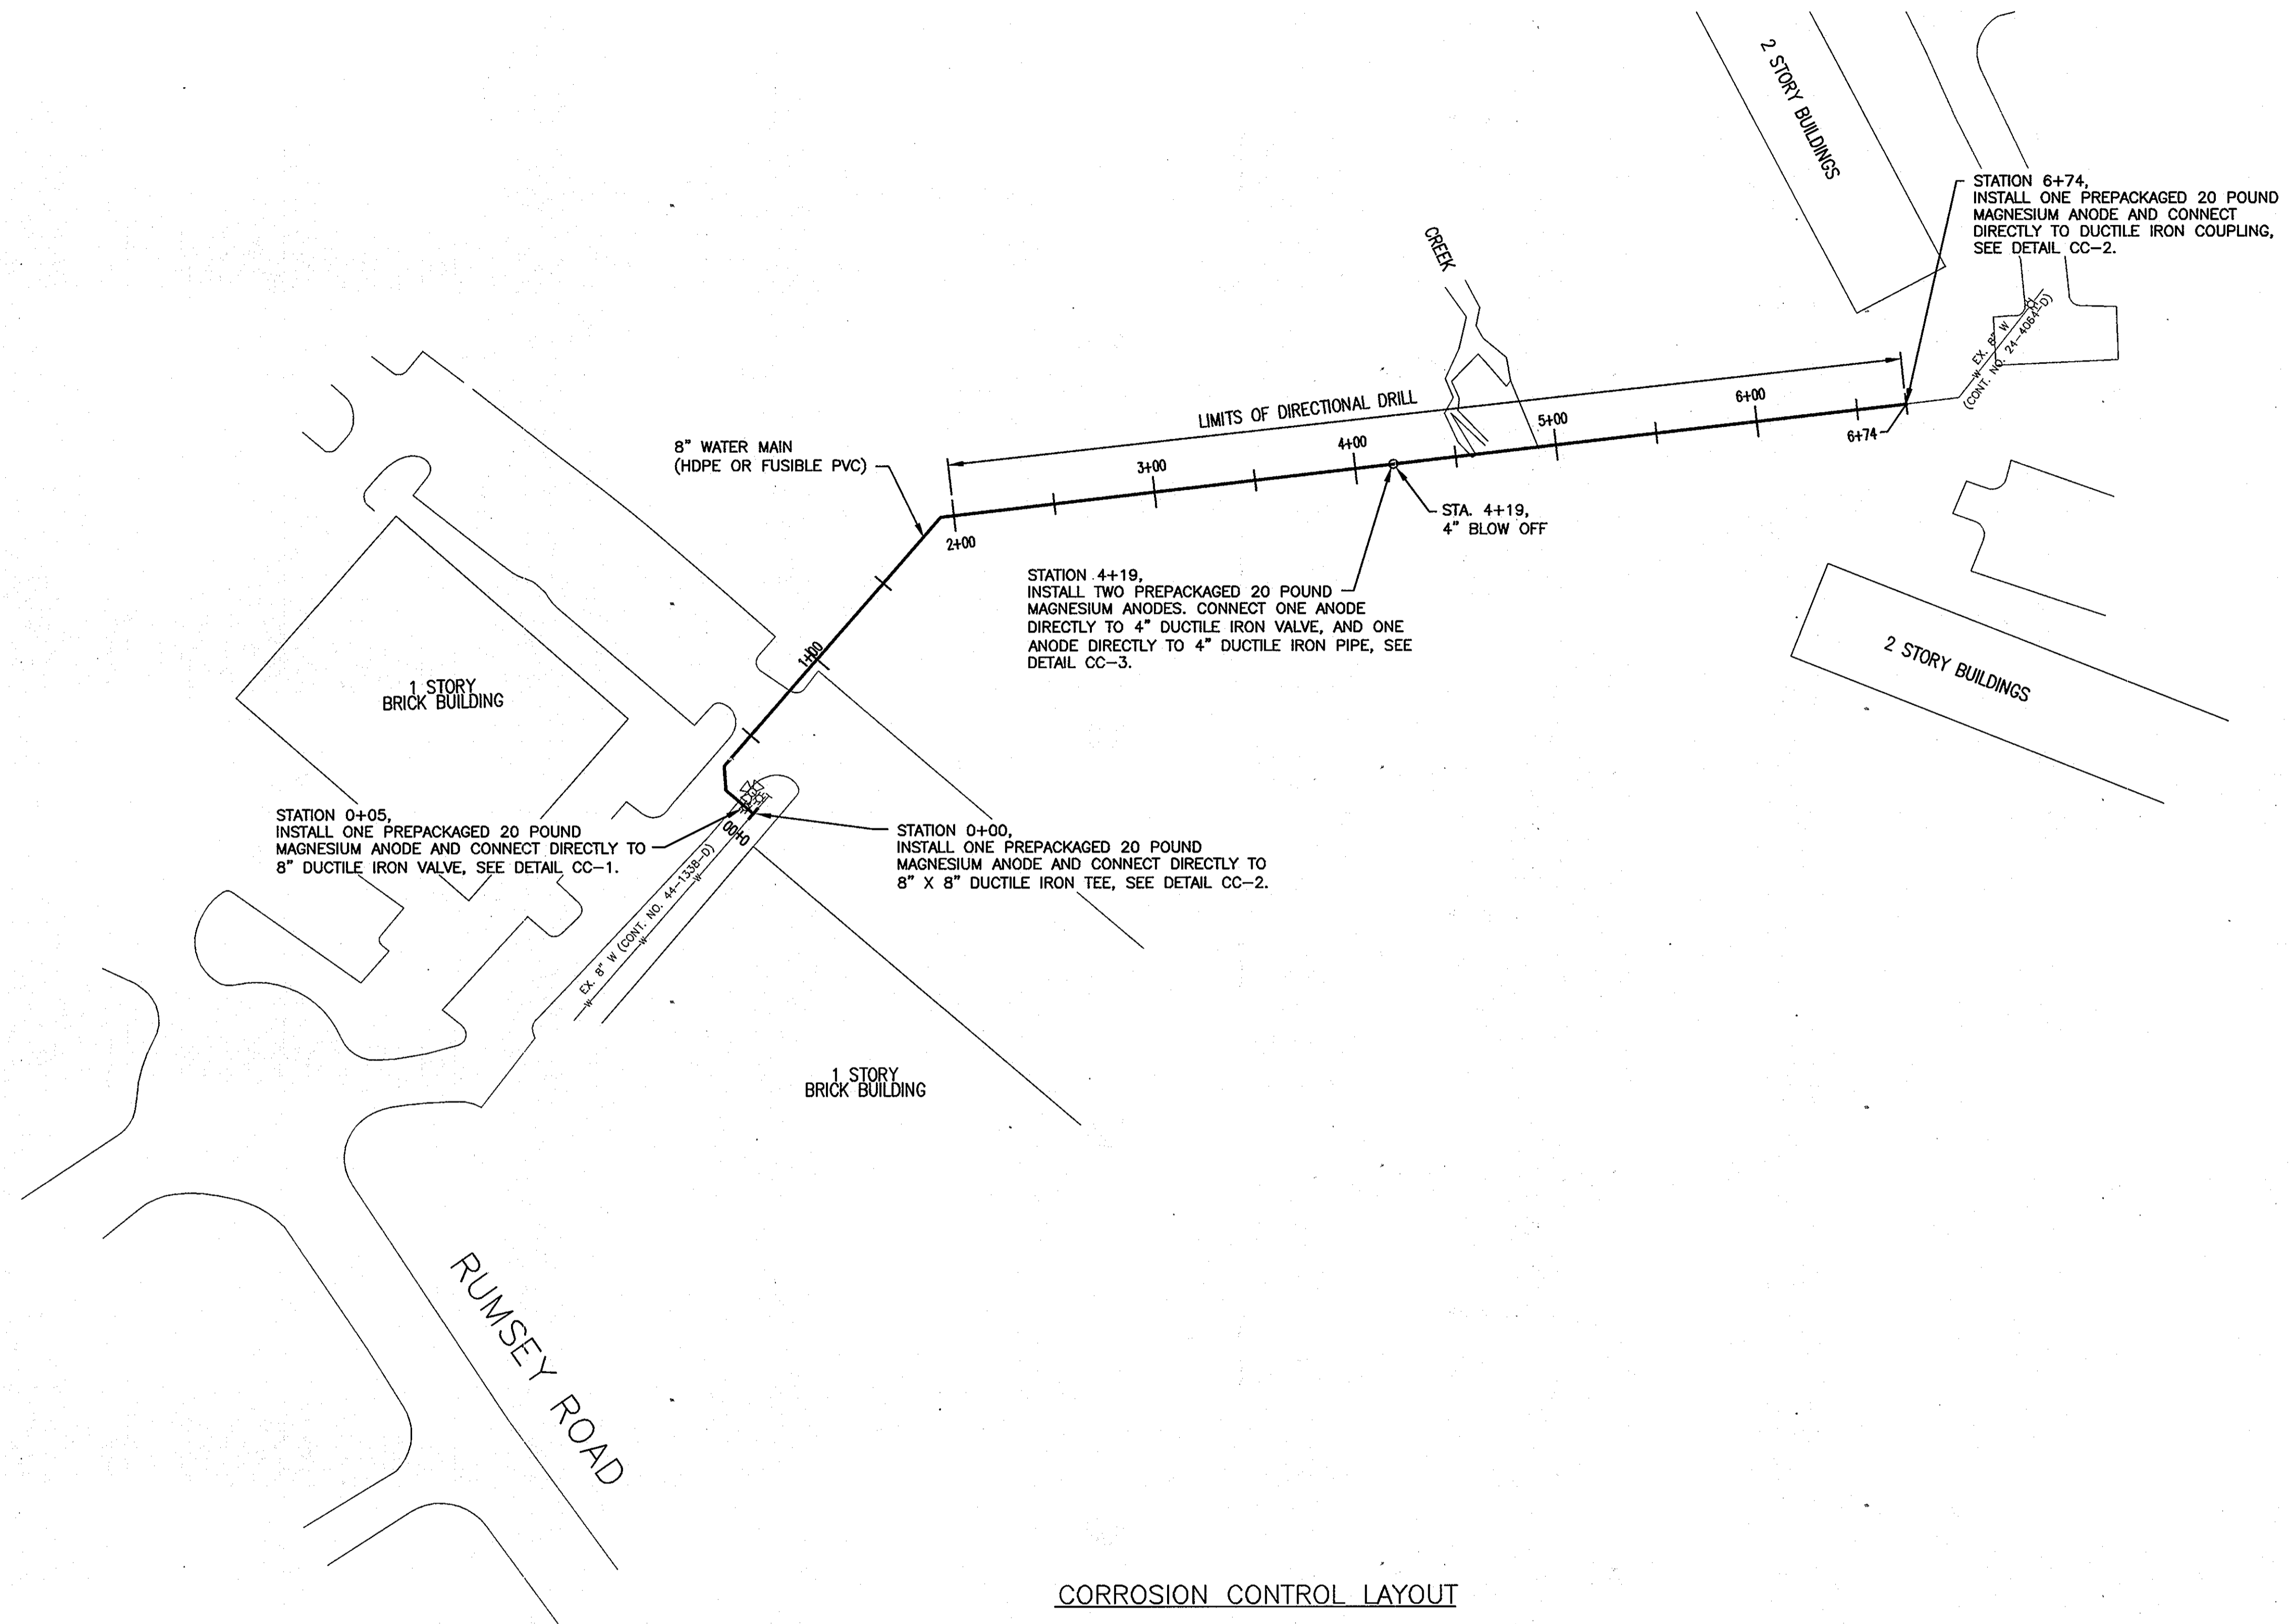 2 STORY BUILDINGS
STATION 6+74,
INSTALL ONE PREPACKAGED 20 POUND
MAGNESIUM ANODE AND CONNECT
DIRECTLY TO DUCTILE IRON COUPLING,
SEE DETAIL CC-2.
CREEK
EX. 8" W
W
(CONT. NO. 24-4064-D)
LIMITS OF DIRECTIONAL DRILL
8" WATER MAIN
(HDPE OR FUSIBLE PVC)
2+00
3+00
4+00
5+00
6+00
6+74
STA. 4+19,
4" BLOW OFF
STATION 4+19,
INSTALL TWO PREPACKAGED 20 POUND
MAGNESIUM ANODES. CONNECT ONE ANODE
DIRECTLY TO 4" DUCTILE IRON VALVE, AND ONE
ANODE DIRECTLY TO 4" DUCTILE IRON PIPE, SEE
DETAIL CC-3.
1+00
2 STORY BUILDINGS
1 STORY
BRICK BUILDING
STATION 0+05,
INSTALL ONE PREPACKAGED 20 POUND
MAGNESIUM ANODE AND CONNECT DIRECTLY TO
8" DUCTILE IRON VALVE, SEE DETAIL CC-1.
0+00
STATION 0+00,
INSTALL ONE PREPACKAGED 20 POUND
MAGNESIUM ANODE AND CONNECT DIRECTLY TO
8" X 8" DUCTILE IRON TEE, SEE DETAIL CC-2.
EX. 8" W (CONT. NO. 44-1338-D)
W
W
W
1 STORY
BRICK BUILDING
RUMSEY ROAD
CORROSION CONTROL LAYOUT